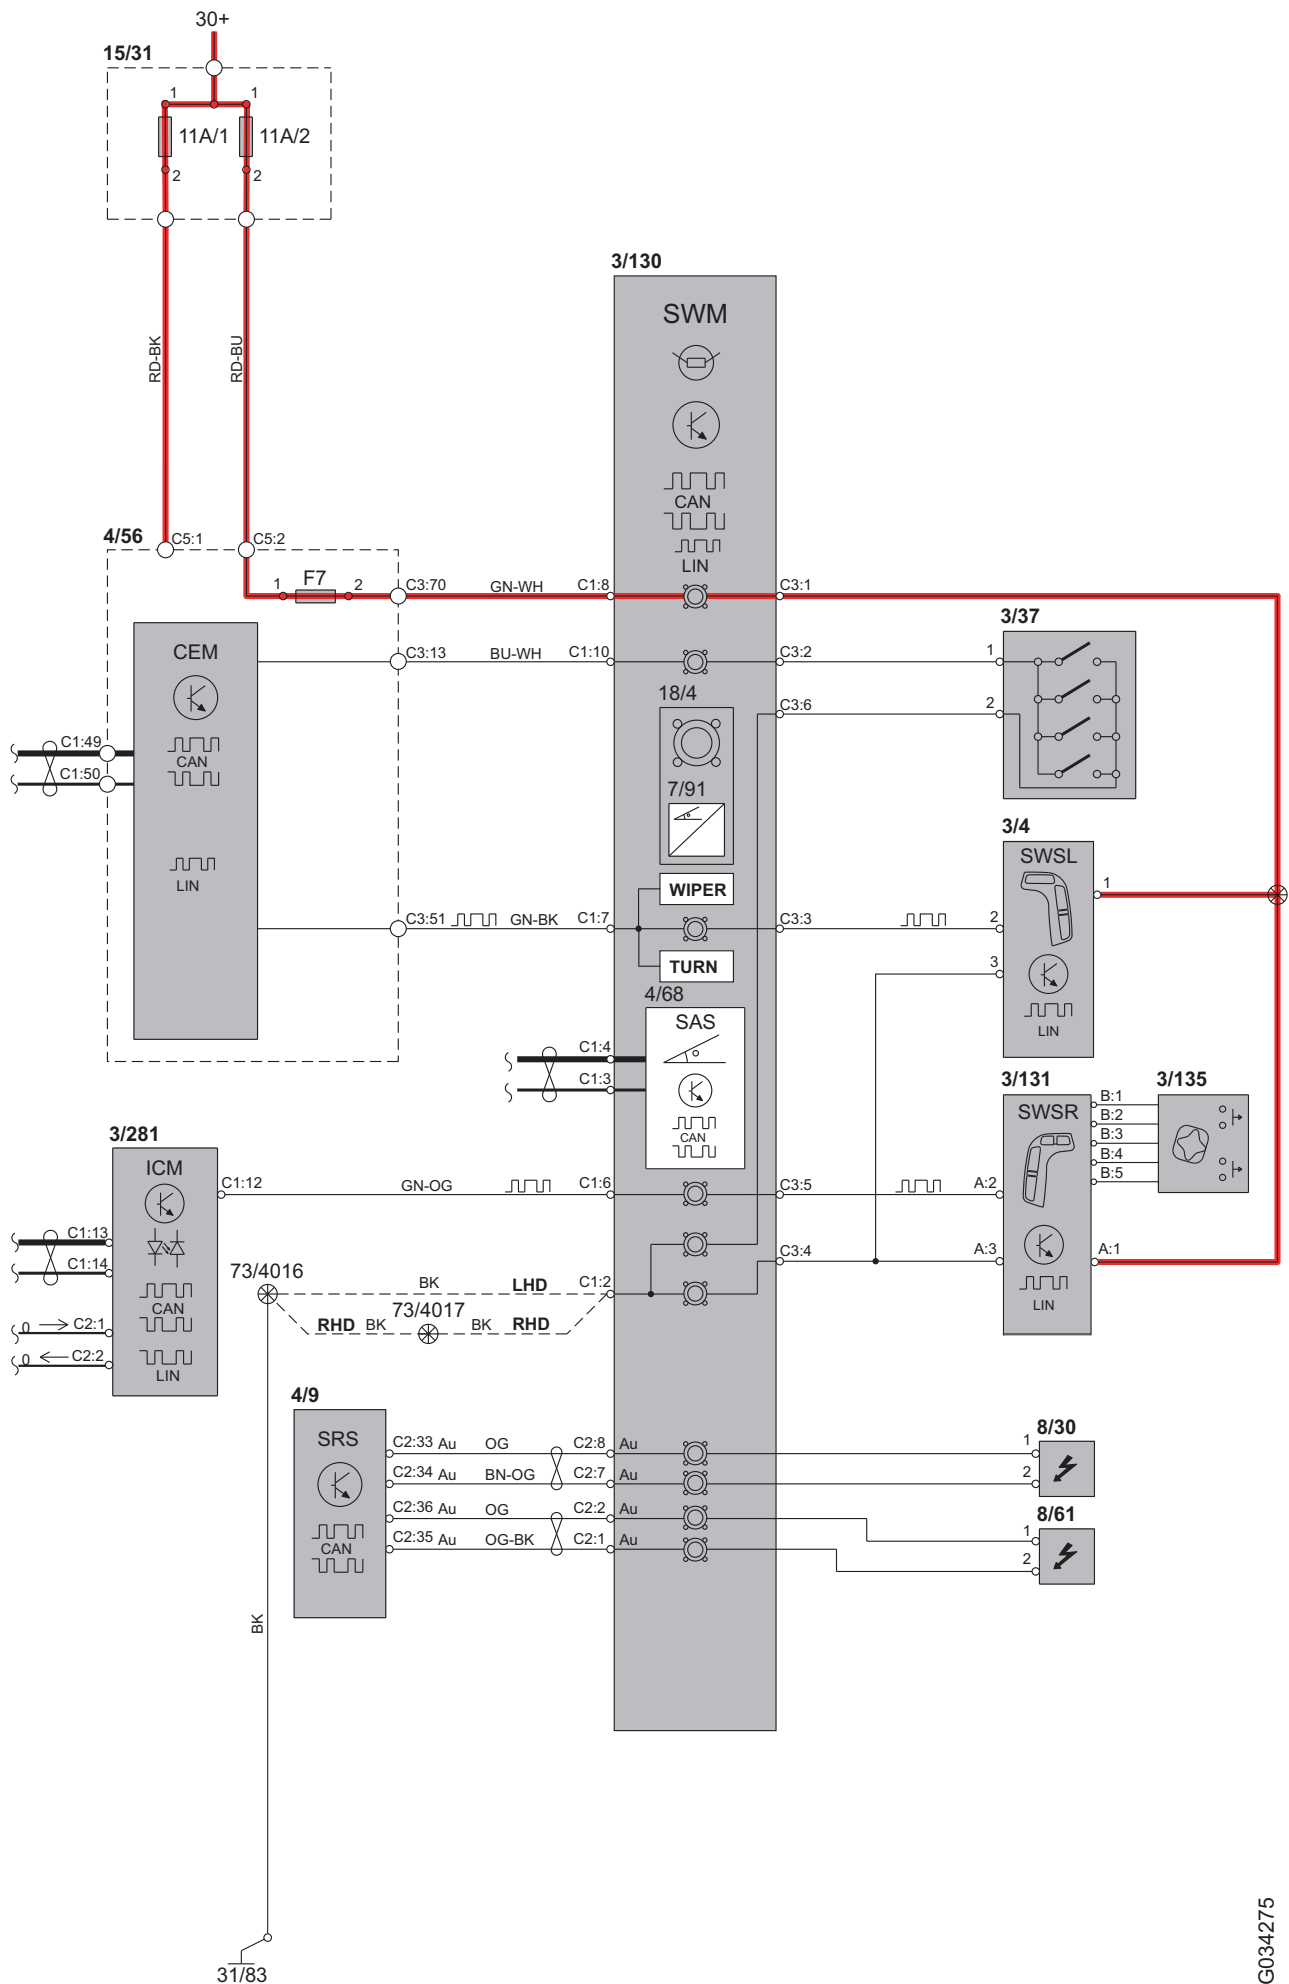 30+
15/31
1 1
11A/1 11A/2
2 2
RD-BK
RD-BU
3/130
SWM
CAN
LIN
4/56 C5:1 C5:2
1 F7 2 C3:70 GN-WH C1:8 C3:1
3/37
CEM
C3:13 BU-WH C1:10 C3:2 1
18/4
C3:6 2
C1:49
CAN
C1:50
7/91
3/4
SWSL
LIN
WIPER
1
C3:51 GN-BK C1:7 C3:3 2
TURN
3
4/68
SAS
LIN
C1:4
C1:3
CAN
3/131 3/135
SWSR
B:1
B:2
B:3
B:4
B:5
3/281
ICM
C1:12 GN-OG C1:6 C3:5 A:2
C1:13
C1:14
C3:4 A:3 A:1
73/4016
BK LHD C1:2
LIN
CAN
73/4017
RHD BK BK RHD
0 C2:1
0 C2:2
LIN
4/9
SRS
C2:33 Au OG C2:8 Au
8/30
1
C2:34 Au BN-OG C2:7 Au 2
C2:36 Au OG C2:2 Au
8/61
1
CAN
C2:35 Au OG-BK C2:1 Au
2
BK
31/83
G034275